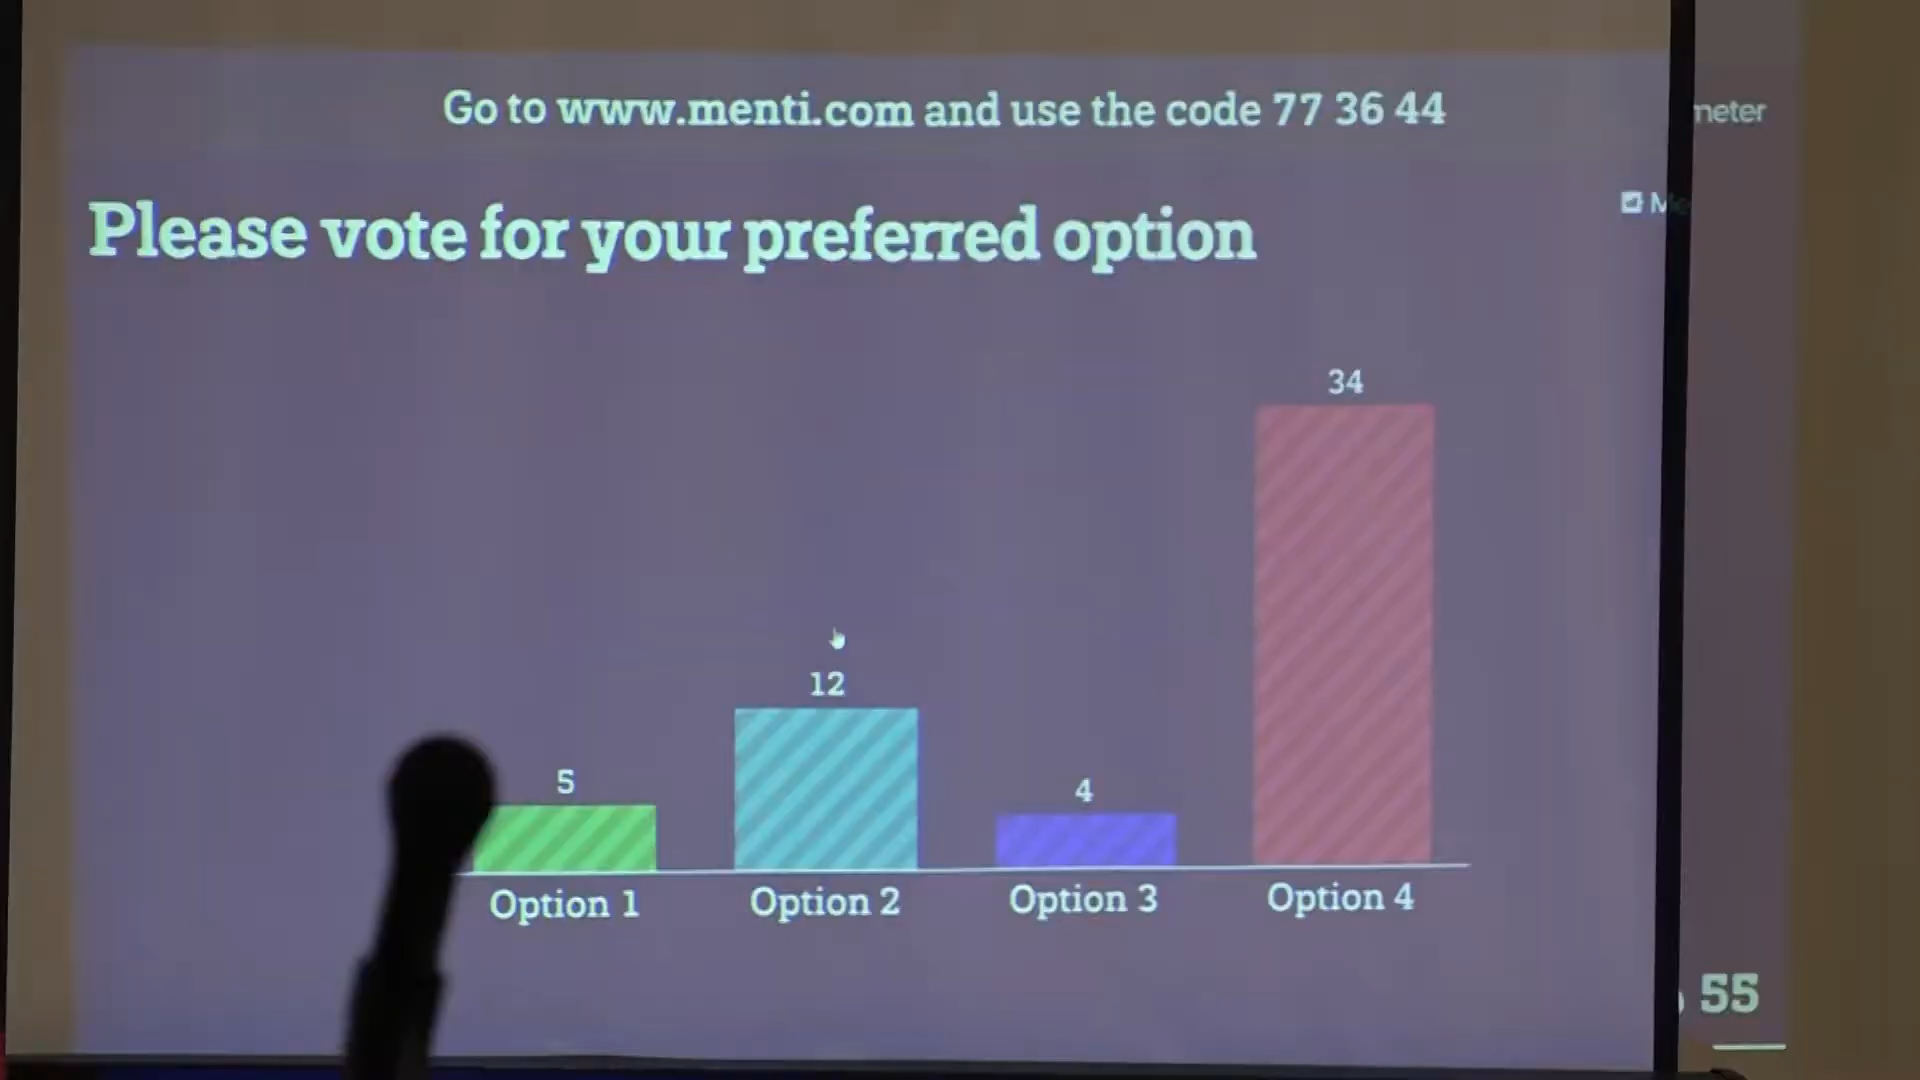 Go to www.menti.com and use the code 77 36 44
meter
Please vote for your preferred option
34
12
5
4
Option 1
Option 2
Option 3
Option 4
55